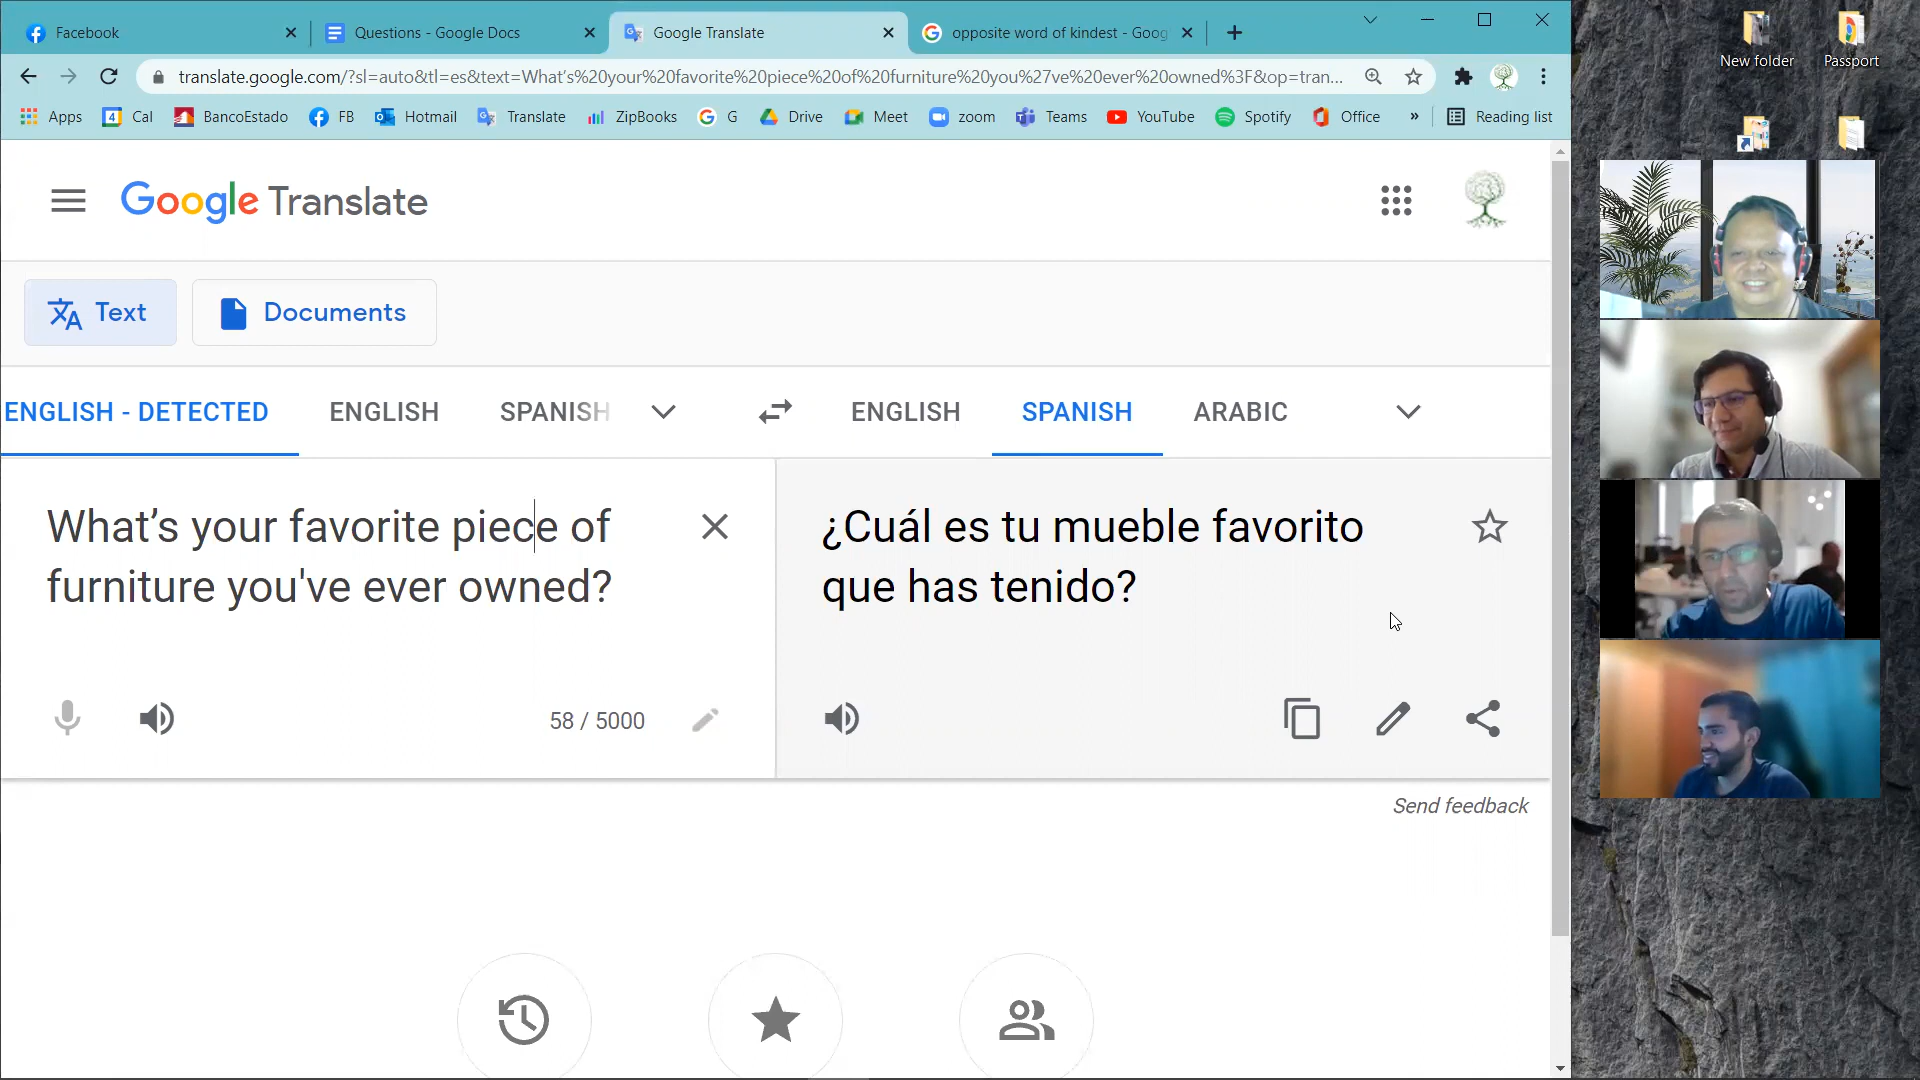 Facebook
Questions - Google Docs
Google Translate
opposite word of kindest - Goog
translate.google.com/?sl=auto&tl=es&text=What's%20your%20favorite%20piece%20of%20furniture%20you%27ve%20ever%20owned%3F&op=tran...
Apps
4 Cal
BancoEstado
FB
Hotmail
Translate
ZipBooks
G
Drive
Meet
zoom
Teams
YouTube
Spotify
Office
»
Reading list
Google Translate
Text
Documents
ENGLISH - DETECTED
ENGLISH
SPANISH
ENGLISH
SPANISH
ARABIC
What’s your favorite piece of
furniture you've ever owned?
¿Cuál es tu mueble favorito
que has tenido?
58 / 5000
Send feedback
New folder
Passport